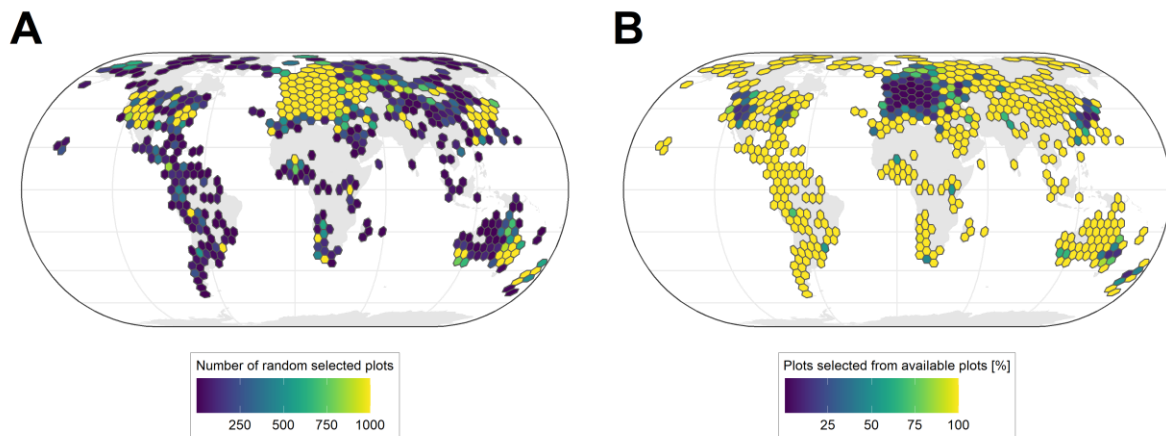 A
B
Number of random selected plots
250 500 750 1000
Plots selected from available plots [%]
25 50 75 100